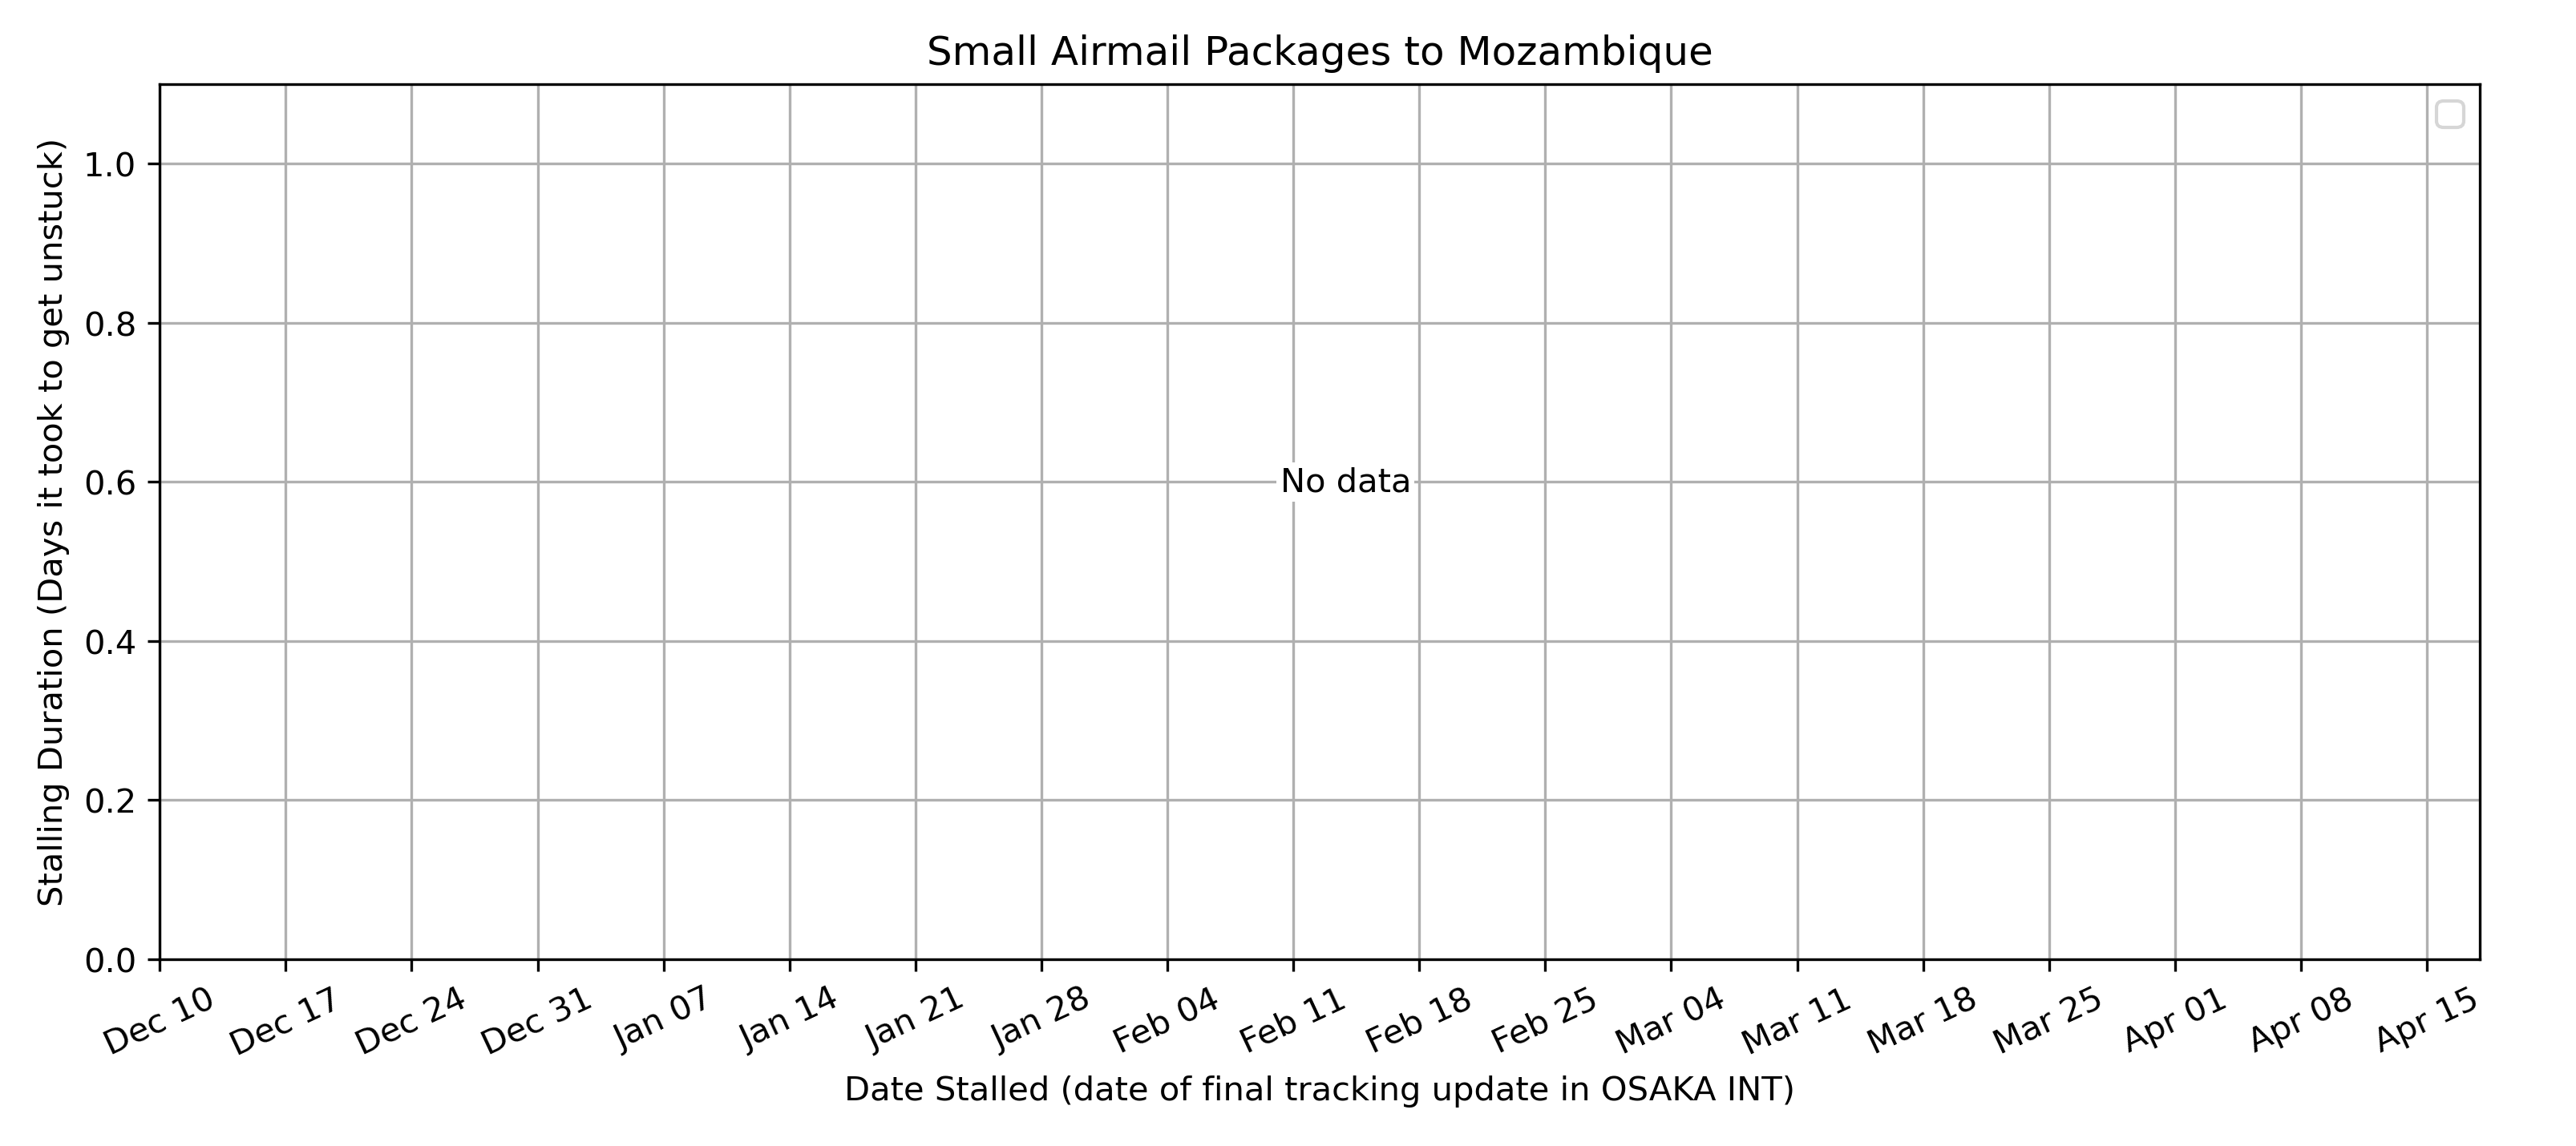 Small Airmail Packages to Mozambique
Stalling Duration (Days it took to get unstuck)
1.0
0.8
0.6
0.4
0.2
0.0
No data
Dec 10
Dec 17
Dec 24
Dec 31
Jan 07
Jan 14
Jan 21
Jan 28
Feb 04
Feb 11
Feb 18
Feb 25
Mar 04
Mar 11
Mar 18
Mar 25
Apr 01
Apr 08
Apr 15
Date Stalled (date of final tracking update in OSAKA INT)